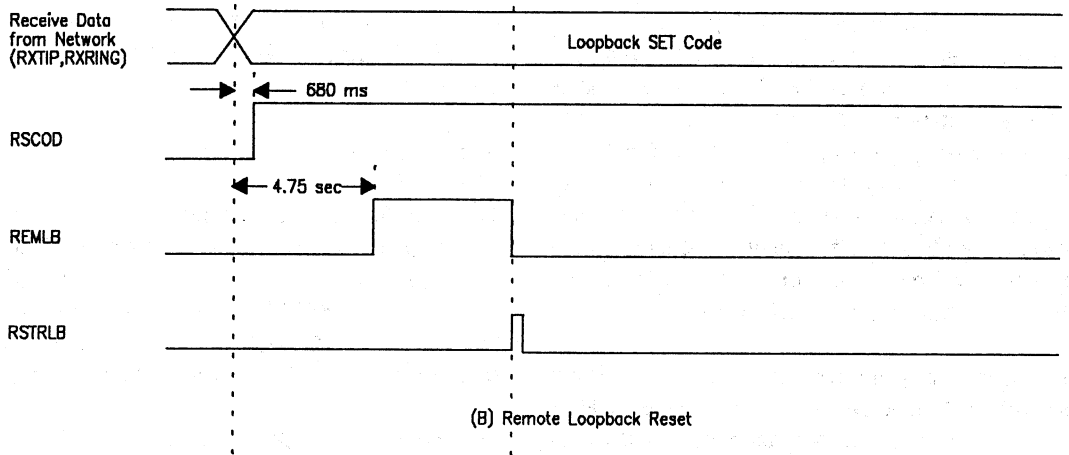 Receive Data
from Network
(RXTIP,RXRING)
Loopback SET Code
680 ms
RSCOD
4.75 sec
REMLB
RSTRLB
(B) Remote Loopback Reset